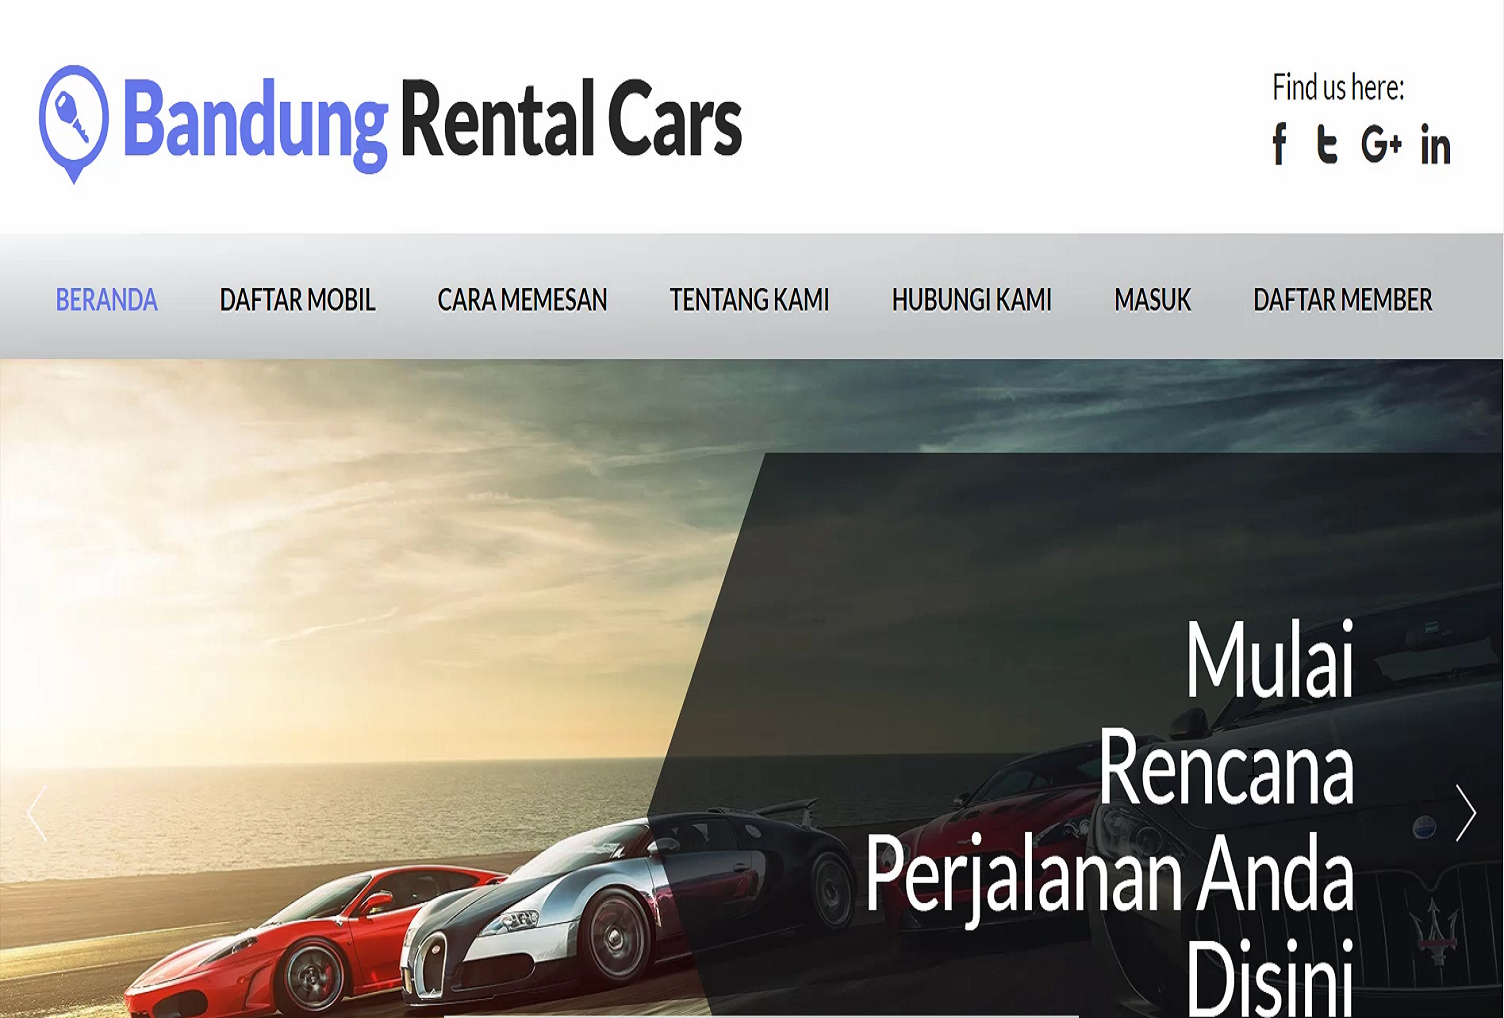 Bandung Rental Cars
Find us here:
f t G+ in
BERANDA DAFTAR MOBIL CARA MEMESAN TENTANG KAMI HUBUNGI KAMI MASUK DAFTAR MEMBER
Mulai
Rencana
Perjalanan Anda
Disini